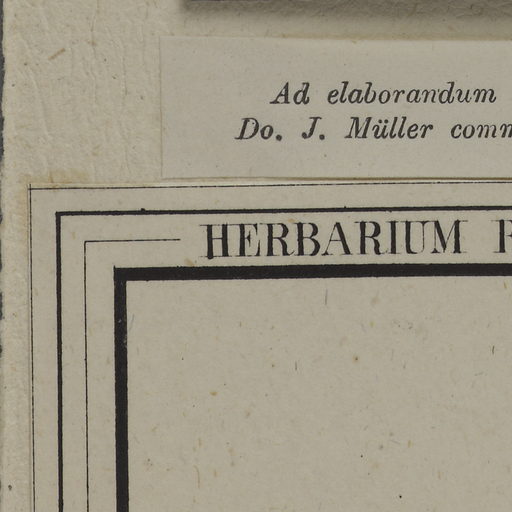 Ad elaborandum
Do. J. Müller
HERBARIUM